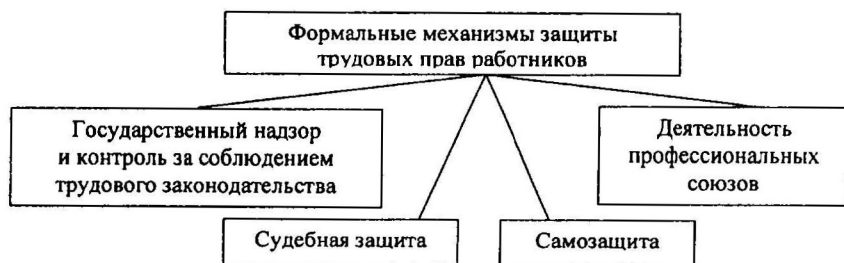 Формальные механизмы защиты
трудовых прав работников
Государственный надзор
и контроль за соблюдением
трудового законодательства
Деятельность
профессиональных
союзов
Судебная защита
Самозащита